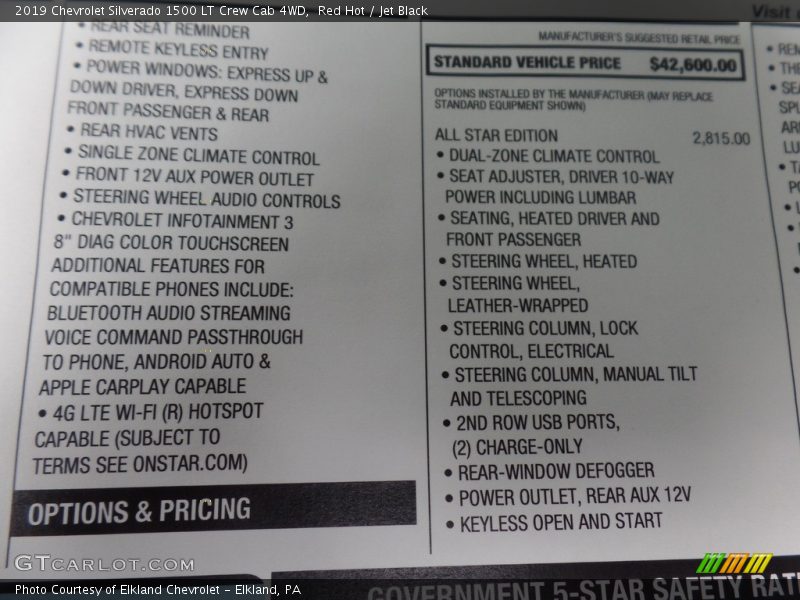 2019 Chevrolet Silverado 1500 LT Crew Cab 4WD,  Red Hot / Jet Black
• REAR SEAT REMINDER
• REMOTE KEYLESS ENTRY
• POWER WINDOWS: EXPRESS UP &
DOWN DRIVER, EXPRESS DOWN
FRONT PASSENGER & REAR
• REAR HVAC VENTS
• SINGLE ZONE CLIMATE CONTROL
• FRONT 12V AUX POWER OUTLET
• STEERING WHEEL AUDIO CONTROLS
• CHEVROLET INFOTAINMENT 3
8" DIAG COLOR TOUCHSCREEN
ADDITIONAL FEATURES FOR
COMPATIBLE PHONES INCLUDE:
BLUETOOTH AUDIO STREAMING
VOICE COMMAND PASSTHROUGH
TO PHONE, ANDROID AUTO &
APPLE CARPLAY CAPABLE
• 4G LTE WI-FI (R) HOTSPOT
CAPABLE (SUBJECT TO
TERMS SEE ONSTAR.COM)
OPTIONS & PRICING
MANUFACTURER'S SUGGESTED RETAIL PRICE
STANDARD VEHICLE PRICE $42,600.00
OPTIONS INSTALLED BY THE MANUFACTURER (MAY REPLACE
STANDARD EQUIPMENT SHOWN)
ALL STAR EDITION 2,815.00
• DUAL-ZONE CLIMATE CONTROL
• SEAT ADJUSTER, DRIVER 10-WAY
POWER INCLUDING LUMBAR
• SEATING, HEATED DRIVER AND
FRONT PASSENGER
• STEERING WHEEL, HEATED
• STEERING WHEEL,
LEATHER-WRAPPED
• STEERING COLUMN, LOCK
CONTROL, ELECTRICAL
• STEERING COLUMN, MANUAL TILT
AND TELESCOPING
• 2ND ROW USB PORTS,
(2) CHARGE-ONLY
• REAR-WINDOW DEFOGGER
• POWER OUTLET, REAR AUX 12V
• KEYLESS OPEN AND START
Visit
GOVERNMENT 5-STAR SAFETY
GTCARLOT.COM
Photo Courtesy of Elkland Chevrolet - Elkland, PA